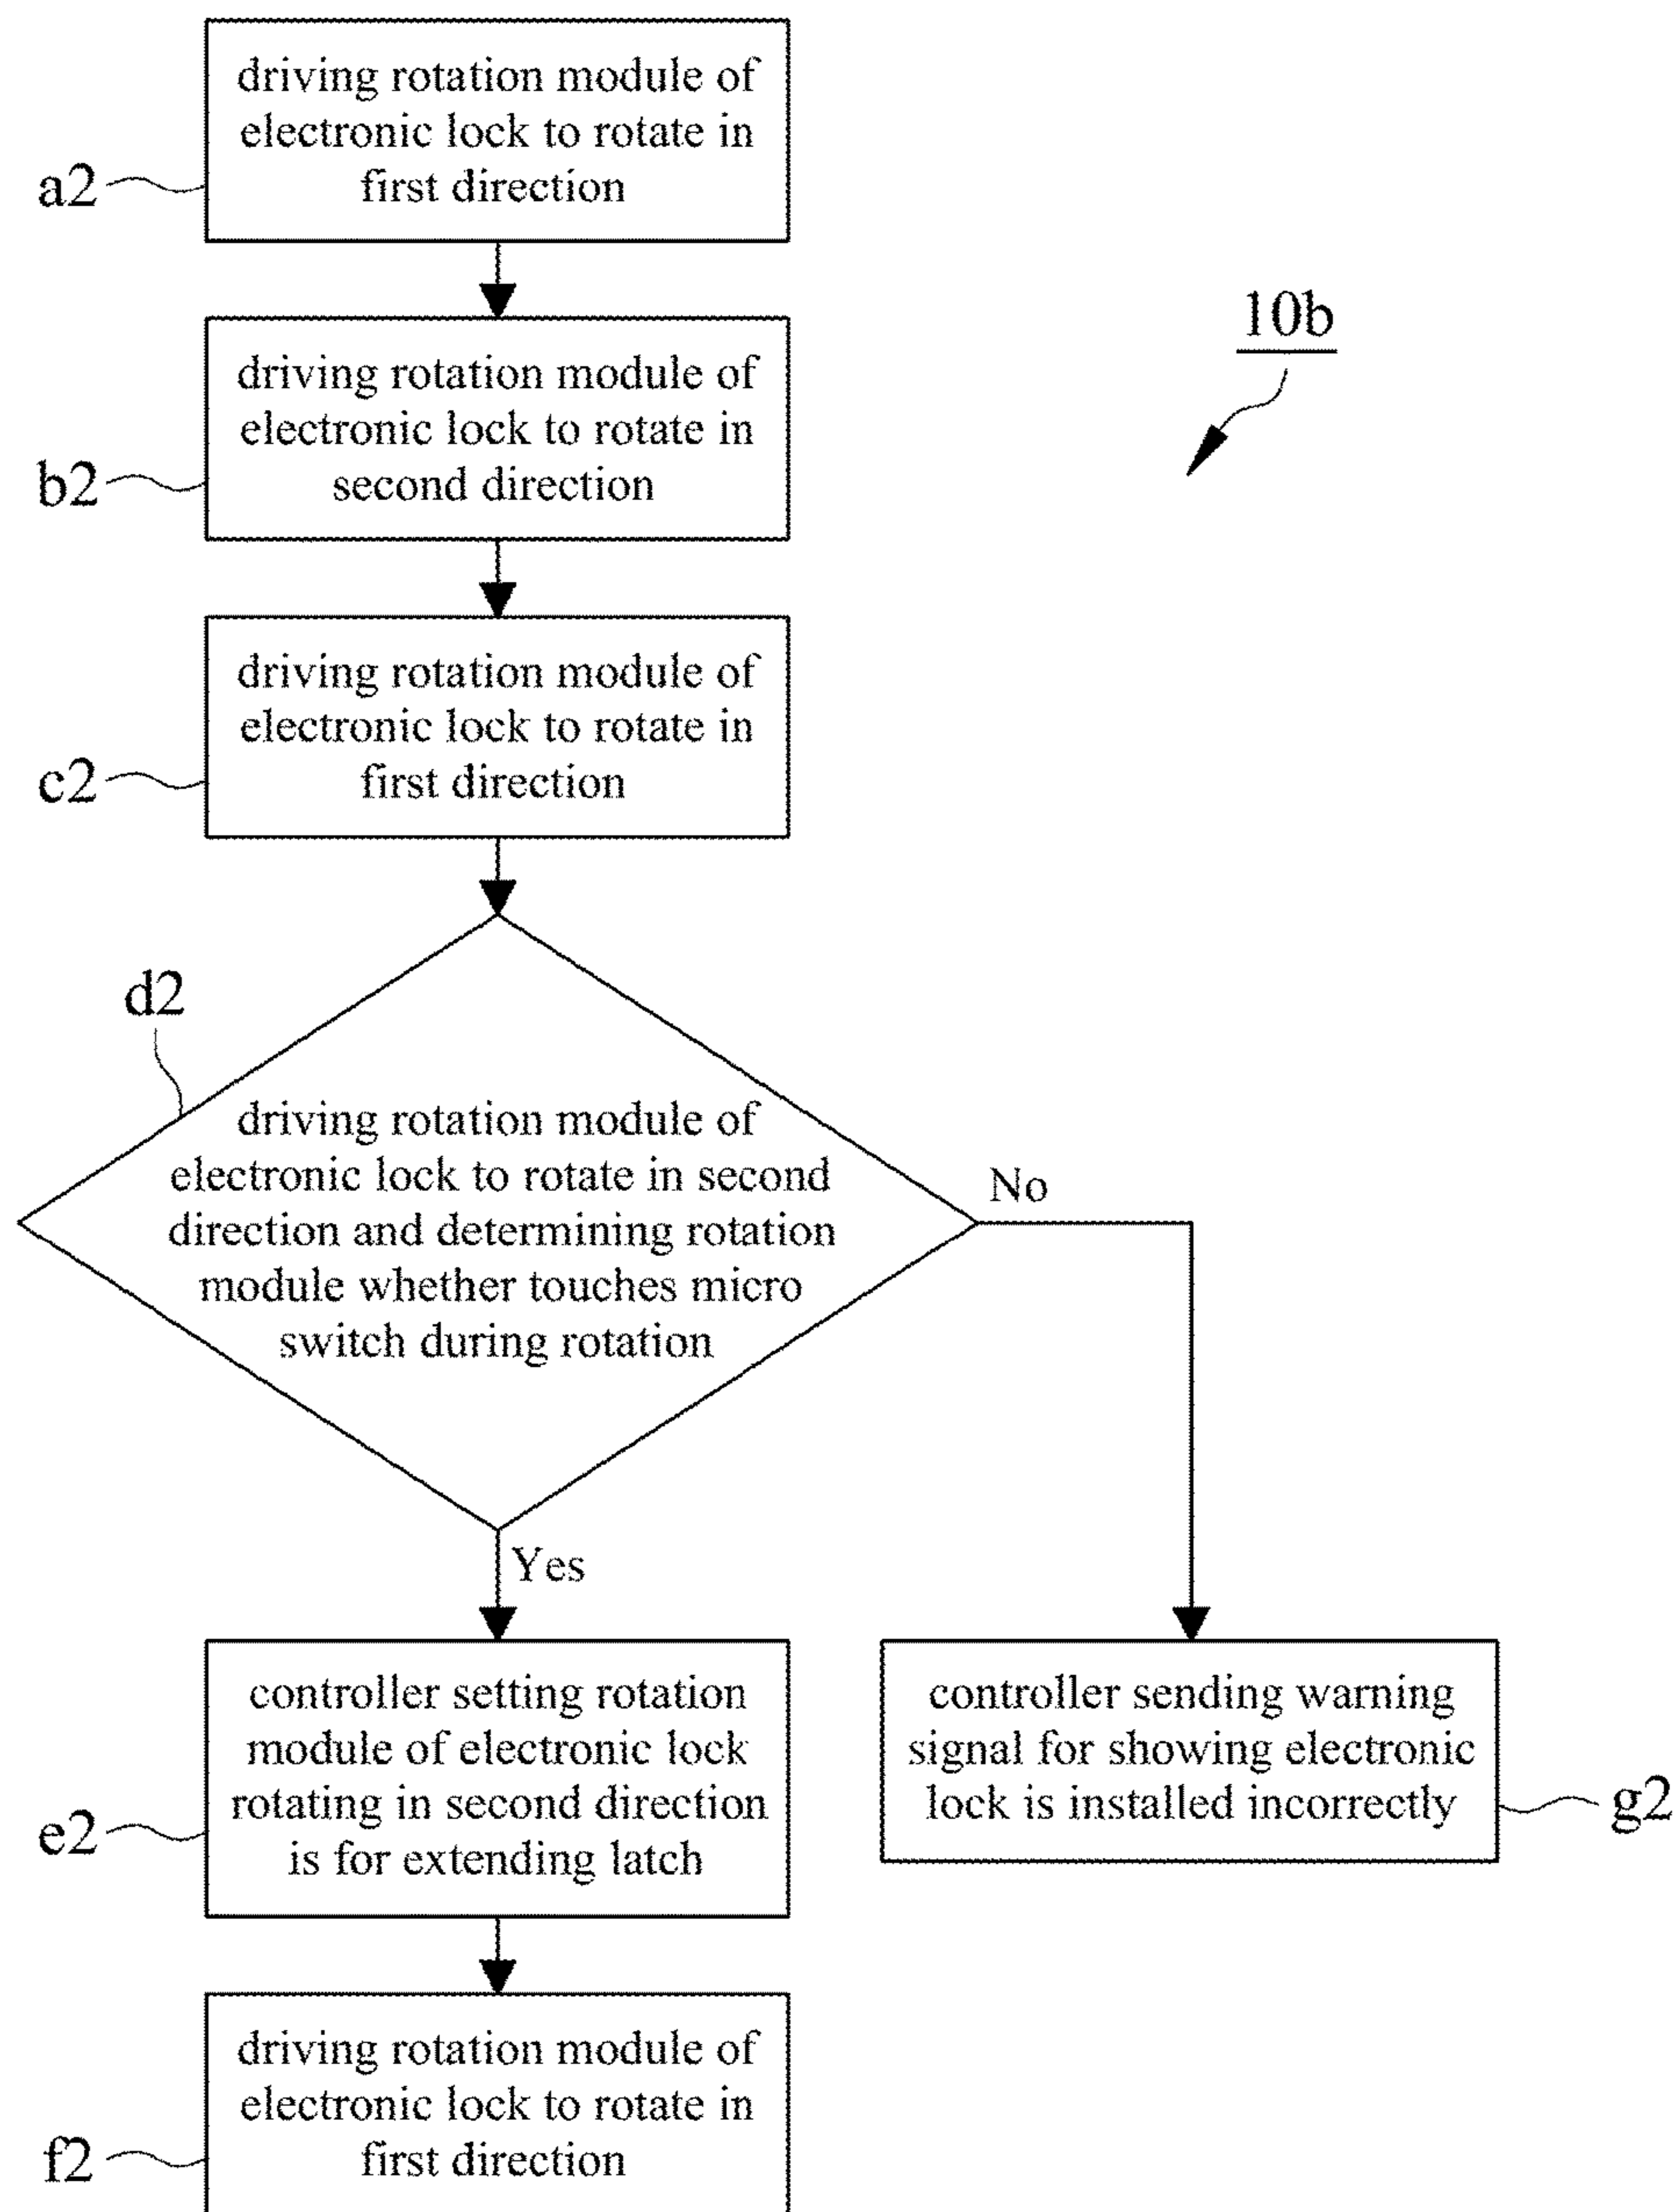 driving rotation module of
electronic lock to rotate in
first direction
a2
10b
driving rotation module of
electronic lock to rotate in
second direction
b2
driving rotation module of
electronic lock to rotate in
first direction
c2
d2
driving rotation module of
electronic lock to rotate in second
direction and determining rotation
module whether touches micro
switch during rotation
No
Yes
controller setting rotation
module of electronic lock
rotating in second direction
is for extending latch
e2
controller sending warning
signal for showing electronic
lock is installed incorrectly
g2
driving rotation module of
electronic lock to rotate in
first direction
f2